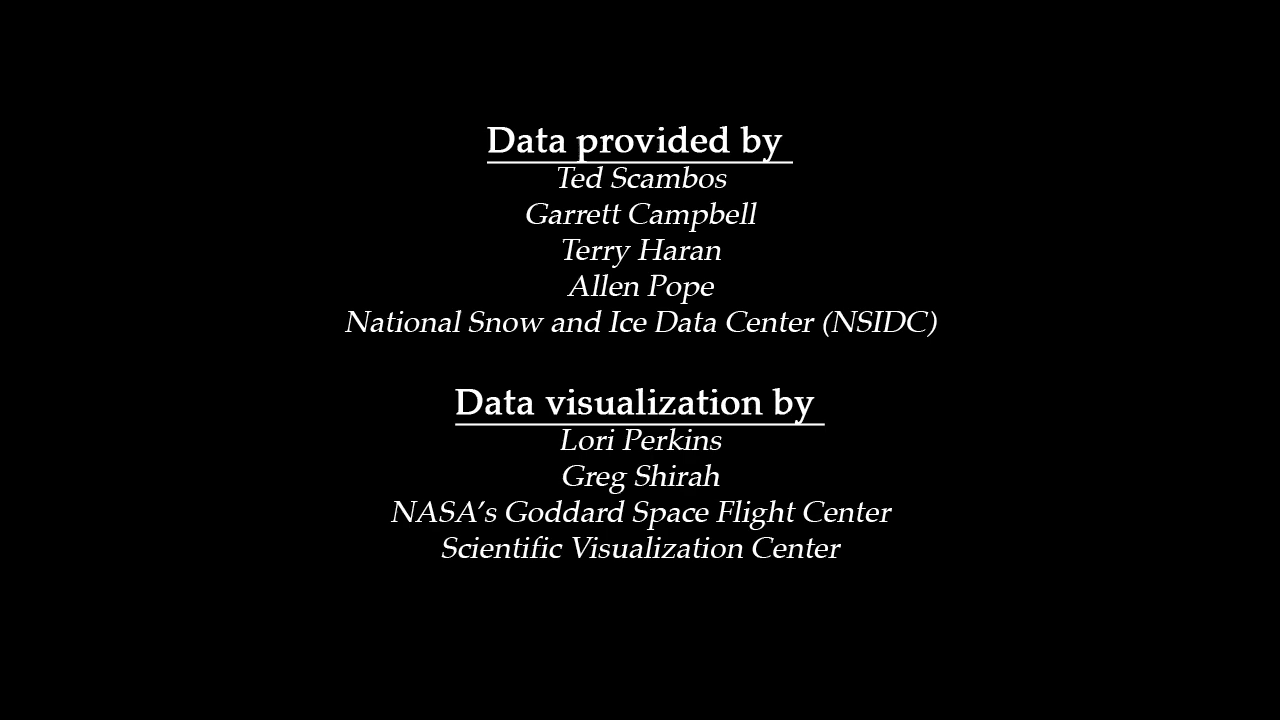 Data provided by
Ted Scambos
Garrett Campbell
Terry Haran
Allen Pope
National Snow and Ice Data Center (NSIDC)
Data visualization by
Lori Perkins
Greg Shirah
NASA’s Goddard Space Flight Center
Scientific Visualization Center